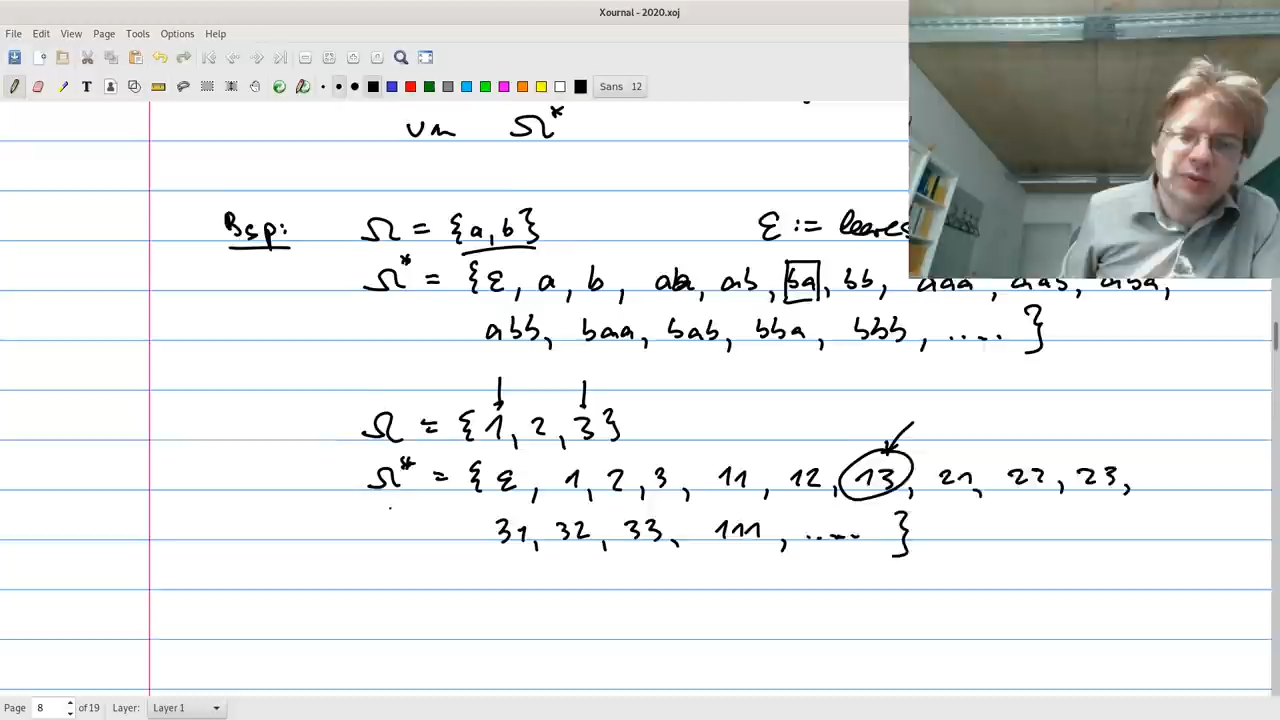 Xournal - 2020.xoj
File Edit View Page Tools Options Help
Sans 12
Ω*
Bsp: Ω = {a,b} ε := leeres
Ω* = {ε, a, b, aa, ab, ba, bb, aaa, aab, aba,
abb, baa, bab, bba, bbb, ..... }
Ω = {1, 2, 3}
Ω* = {ε, 1, 2, 3, 11, 12, 13, 21, 22, 23,
31, 32, 33, 111, ..... }
Page 8 of 19 Layer: Layer 1